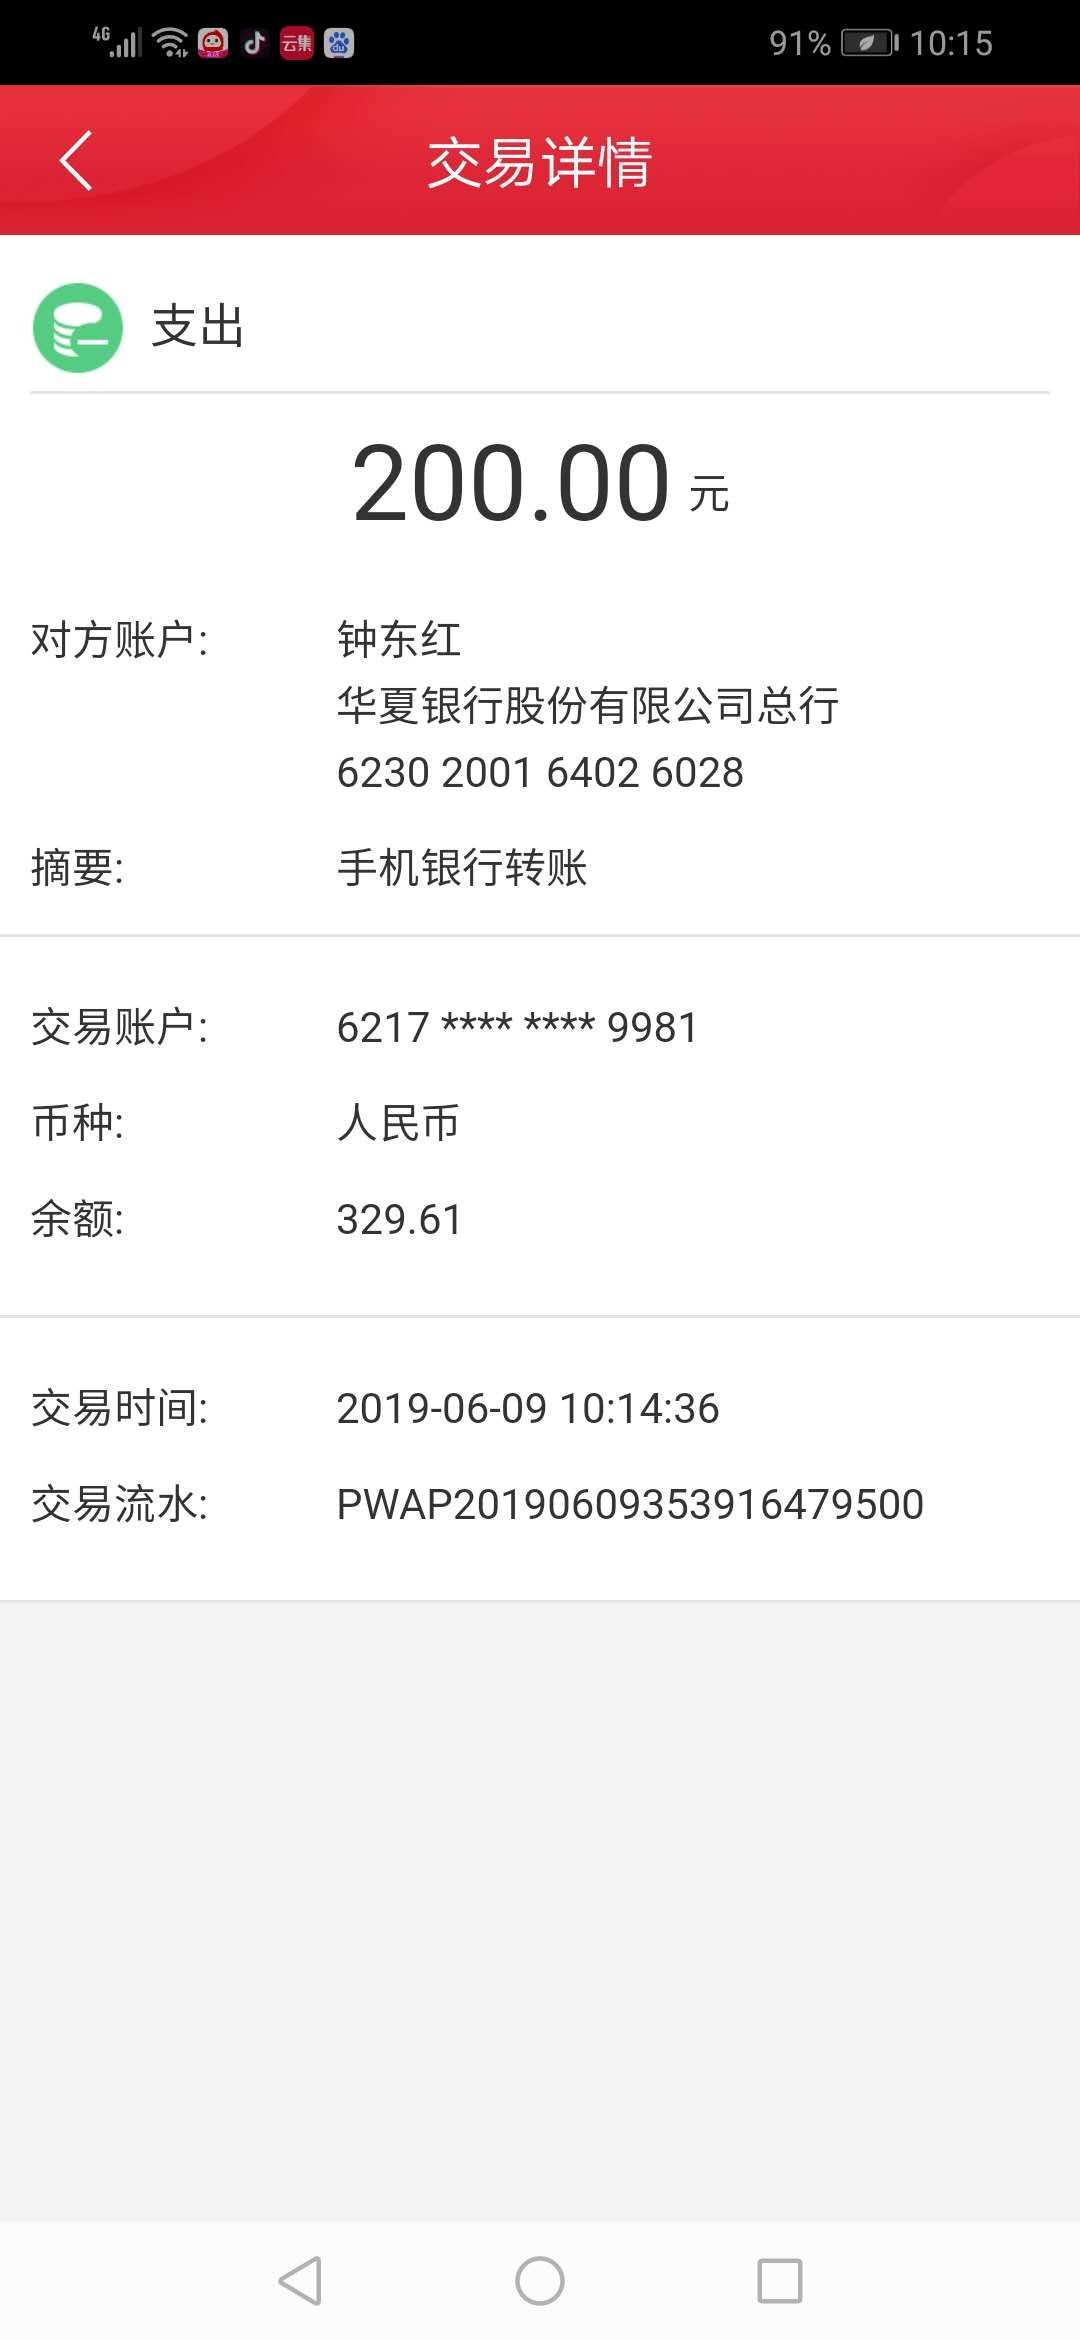 4G 云集 du 91% 10:15
交易详情
支出
200.00 元
对方账户: 钟东红
华夏银行股份有限公司总行
6230 2001 6402 6028
摘要: 手机银行转账
交易账户: 6217 **** **** 9981
币种: 人民币
余额: 329.61
交易时间: 2019-06-09 10:14:36
交易流水: PWAP20190609353916479500